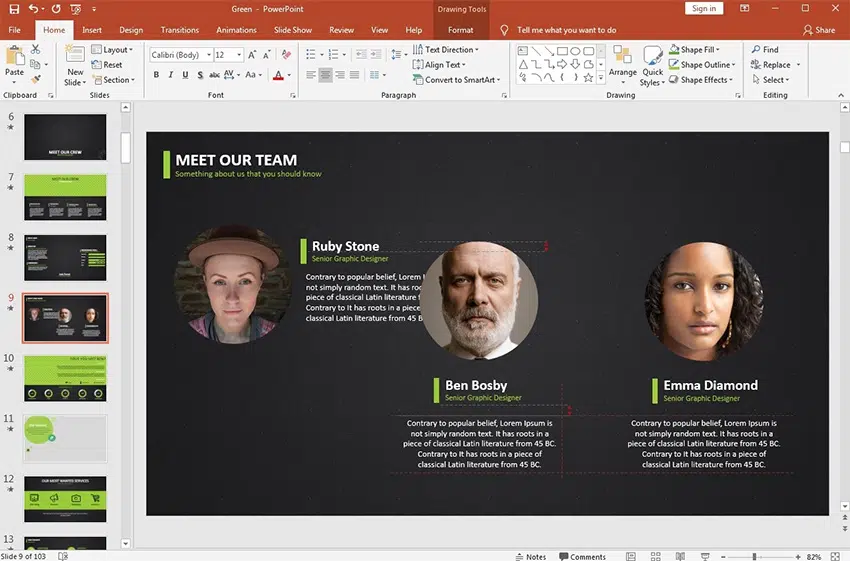 Green - PowerPoint
Drawing Tools
Sign in
File
Home
Insert
Design
Transitions
Animations
Slide Show
Review
View
Help
Format
Tell me what you want to do
Share
Paste
Clipboard
New
Slide
Layout
Reset
Section
Slides
Calibri (Body)
12
B I U S abc AV Aa A
Font
Text Direction
Align Text
Convert to SmartArt
Paragraph
Arrange
Quick
Styles
Shape Fill
Shape Outline
Shape Effects
Drawing
Find
Replace
Select
Editing
6
MEET OUR CREW
7
8
9
10
11
12
OUR MOST WANTED SERVICES
13
MEET OUR TEAM
Something about us that you should know
Ruby Stone
Senior Graphic Designer
Contrary to popular belief, Lorem
not simply random text. It has
piece of classical Latin literature
Contrary to It has roots in a piece
classical Latin literature from 45
Ben Bosby
Senior Graphic Designer
Contrary to popular belief, Lorem Ipsum is
not simply random text. It has roots in a
piece of classical Latin literature from 45 BC.
Contrary to It has roots in a piece of
classical Latin literature from 45 BC.
Emma Diamond
Senior Graphic Designer
Contrary to popular belief, Lorem Ipsum is
not simply random text. It has roots in a
piece of classical Latin literature from 45 BC.
Contrary to It has roots in a piece of
classical Latin literature from 45 BC.
Slide 9 of 103
Notes
Comments
82%